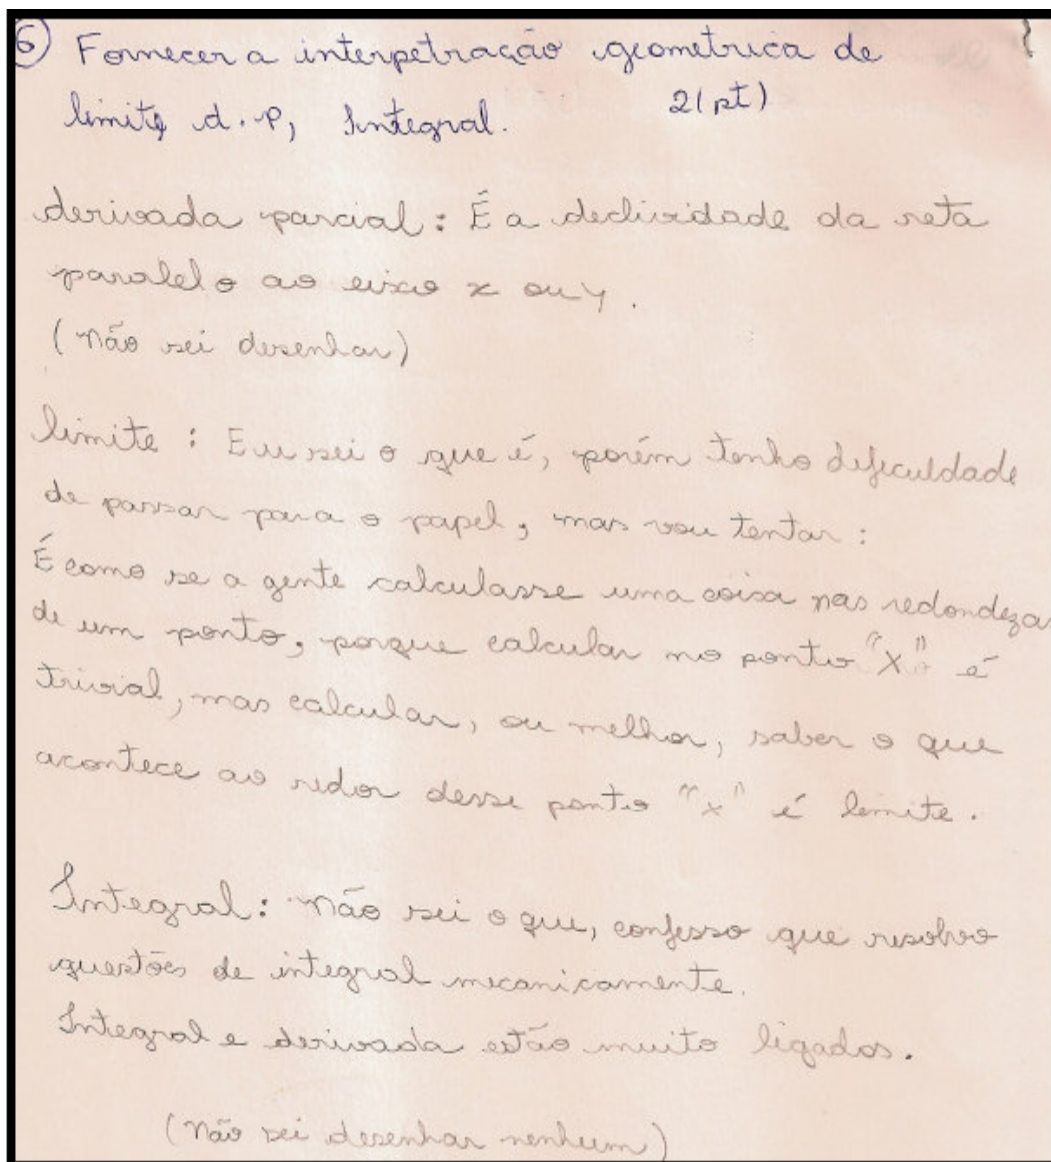 6) Fornecer a interpetração geometrica de
limite d.p, Integral. 2(pt)
derivada parcial: É a declividade da reta
paralelo ao eixo x ou y.
(não sei desenhar)
limite: Eu sei o que é, porém tenho dificuldade
de passar para o papel, mas vou tentar:
É como se a gente calculasse uma coisa nas redondezas
de um ponto, porque calcular no ponto "x" é
trivial, mas calcular, ou melhor, saber o que
acontece ao redor desse ponto "x" é limite.
Integral: não sei o que, confesso que resolvo
questões de integral mecanicamente.
Integral e derivada estão muito ligados.
(não sei desenhar nenhum)